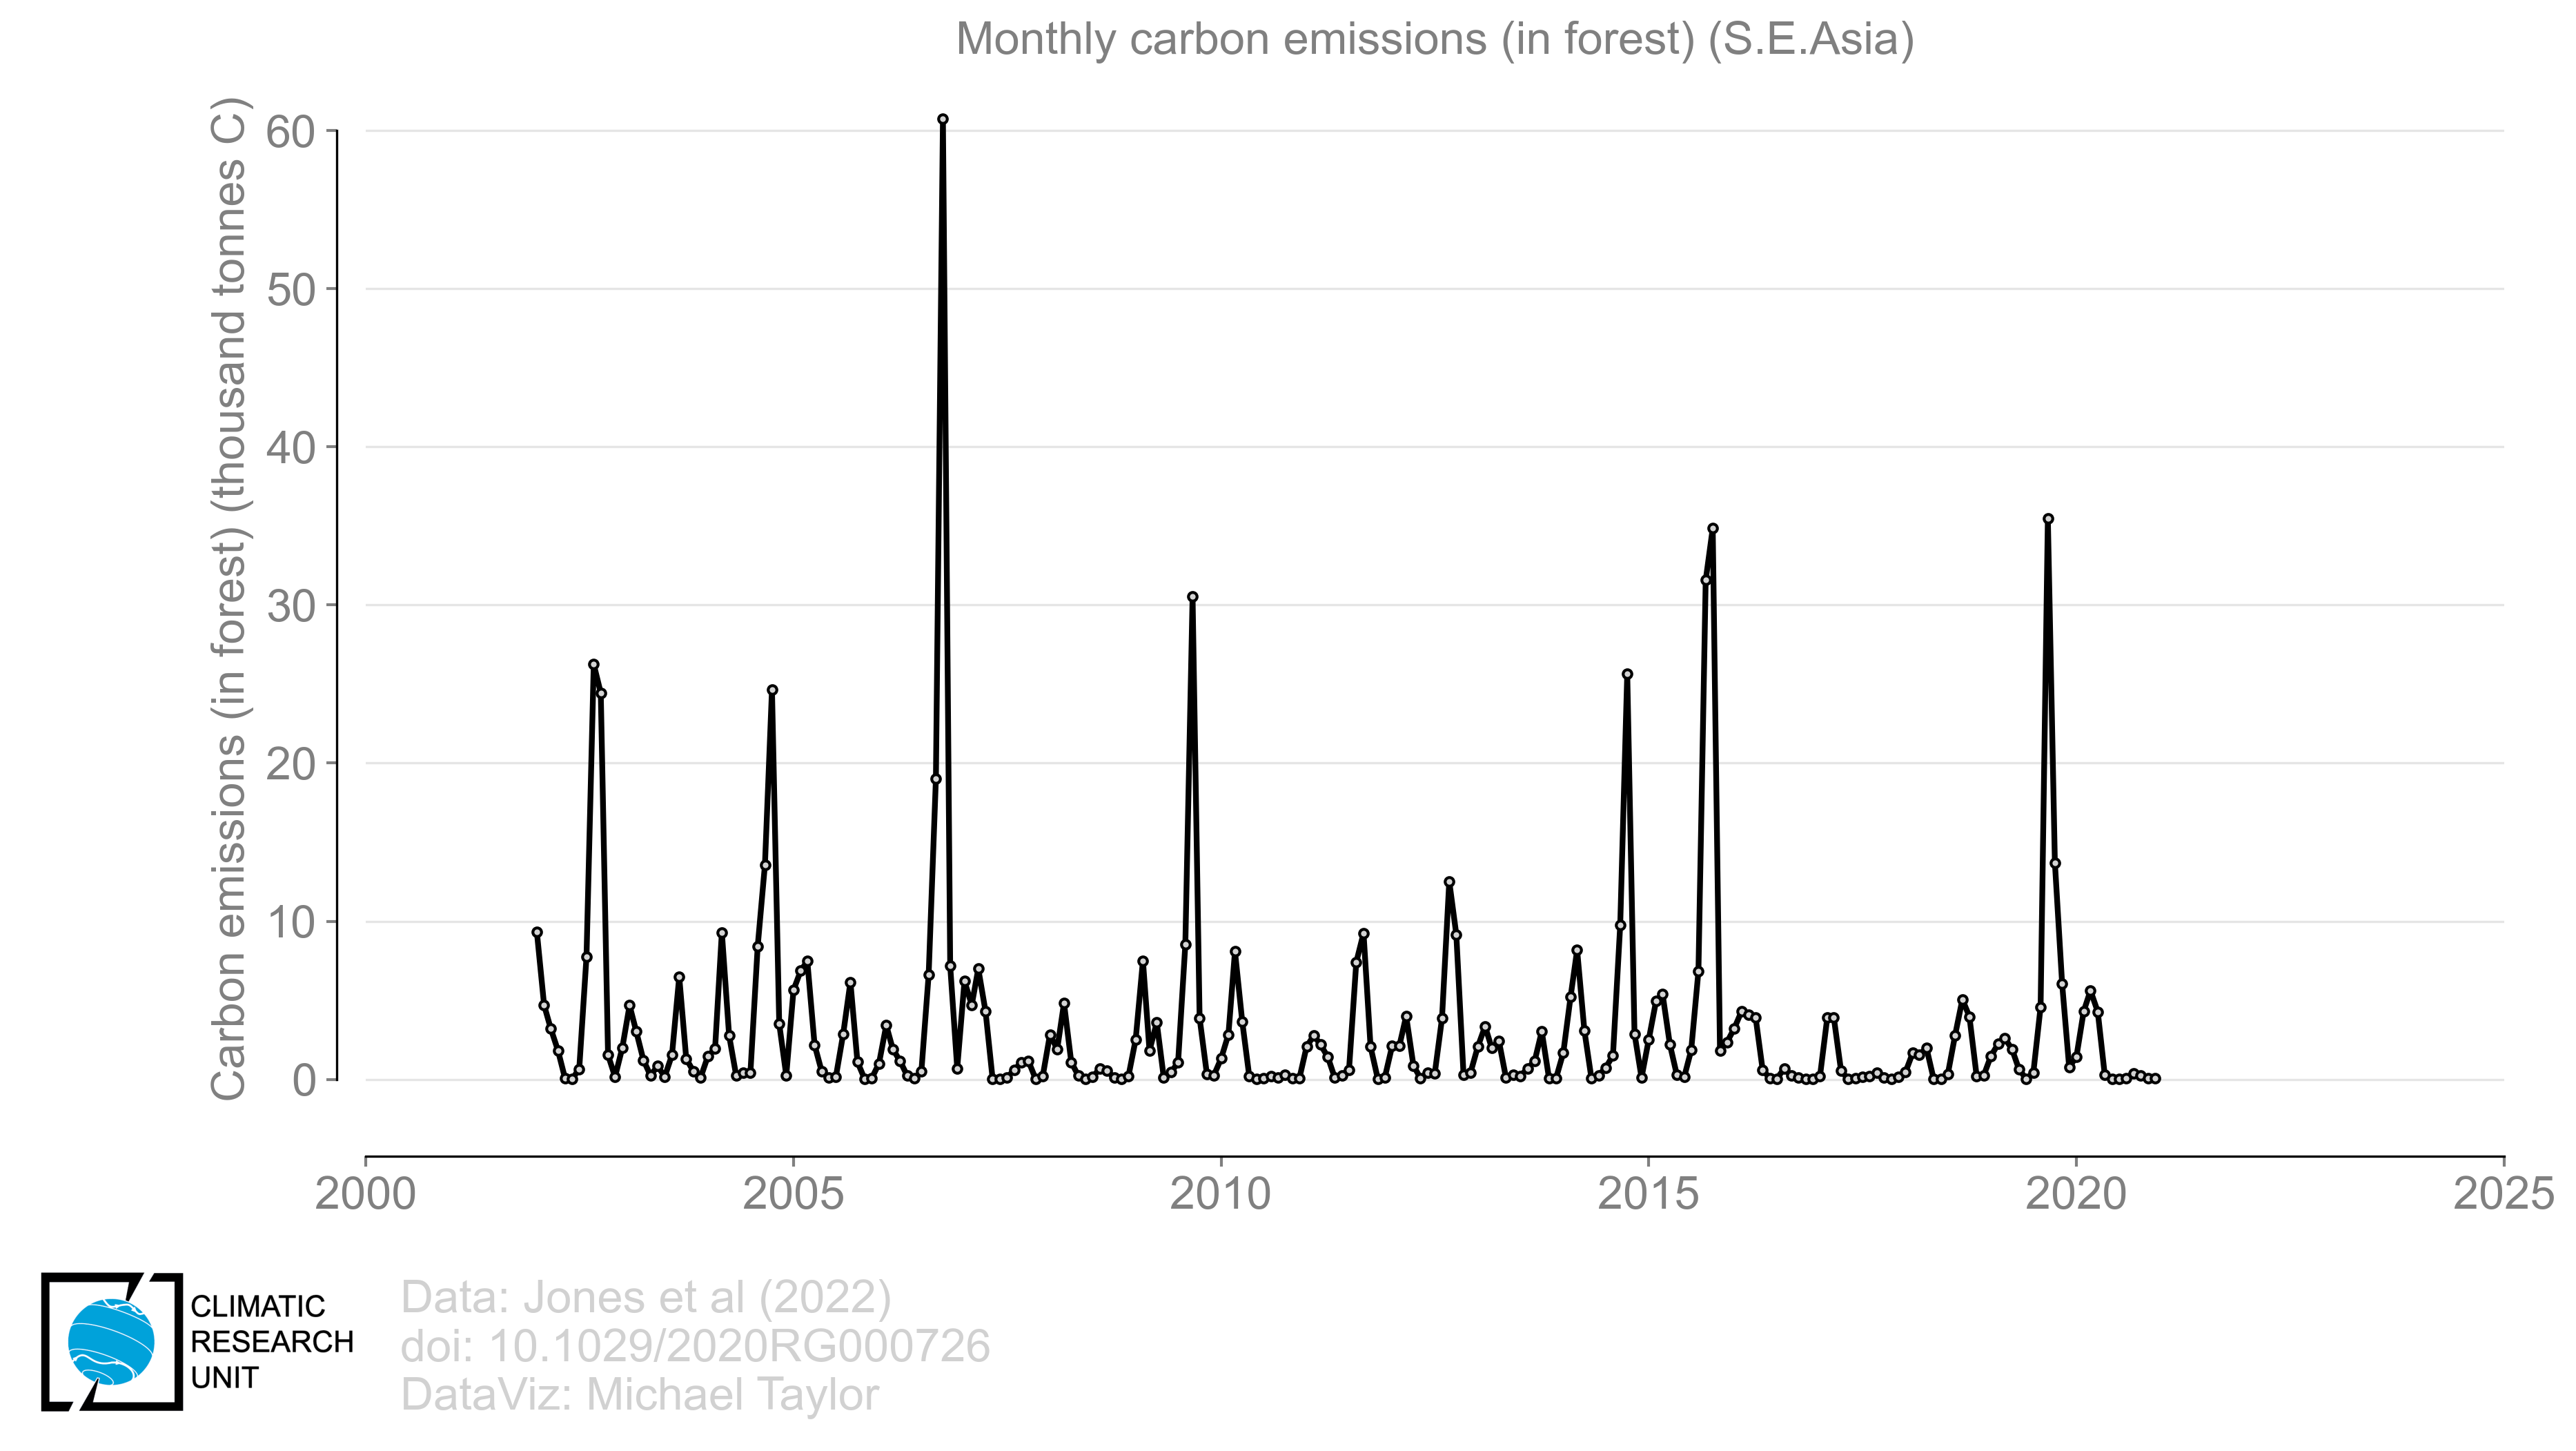 Monthly carbon emissions (in forest) (S.E.Asia)
Carbon emissions (in forest) (thousand tonnes C)
60
50
40
30
20
10
0
2000 2005 2010 2015 2020 2025
CLIMATIC
RESEARCH
UNIT
Data: Jones et al (2022)
doi: 10.1029/2020RG000726
DataViz: Michael Taylor